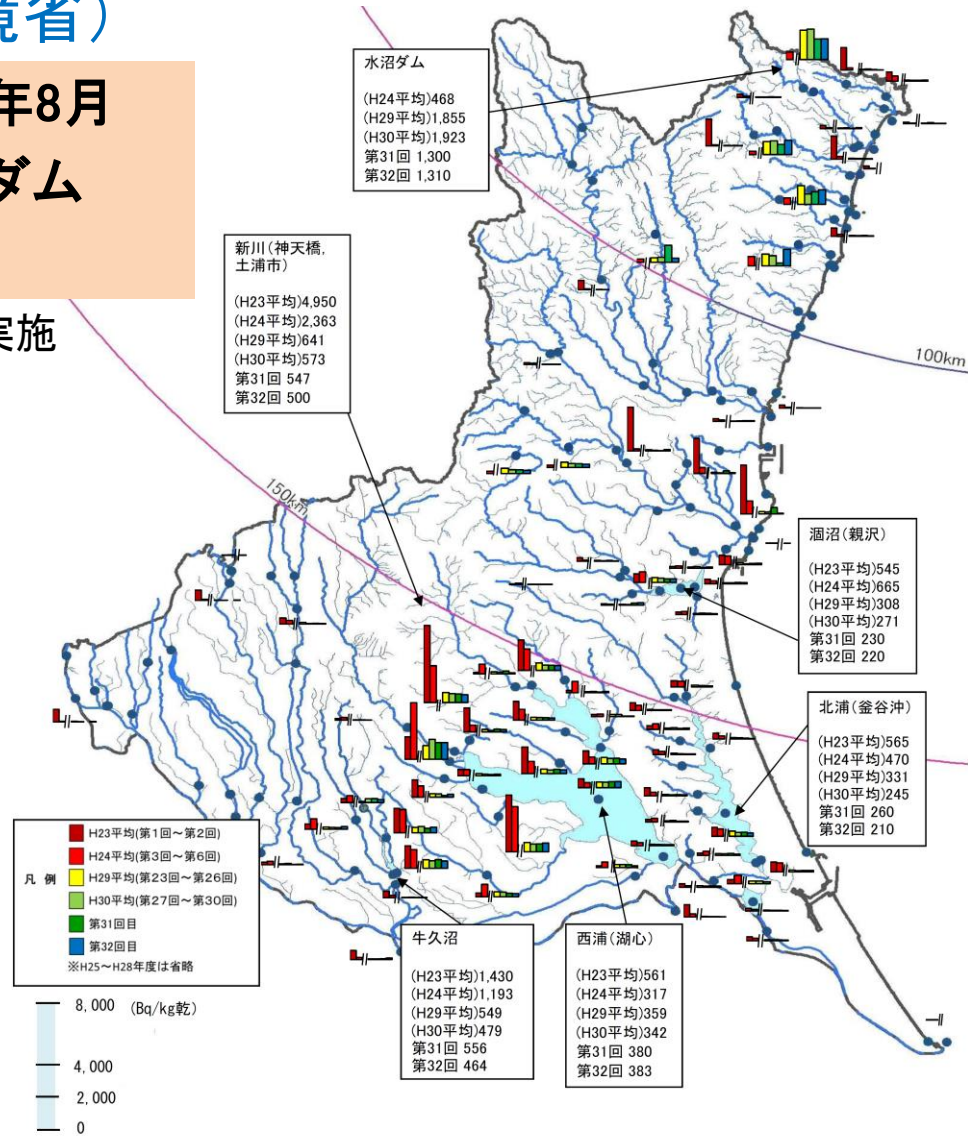 覧省）
年8月
ダム
実施
水沼ダム
(H24平均)468
(H29平均)1,855
(H30平均)1,923
第31回 1,300
第32回 1,310
新川(神天橋,
土浦市)
(H23平均)4,950
(H24平均)2,363
(H29平均)641
(H30平均)573
第31回 547
第32回 500
100km
150km
涸沼(親沢)
(H23平均)545
(H24平均)665
(H29平均)308
(H30平均)271
第31回 230
第32回 220
北浦(釜谷沖)
(H23平均)565
(H24平均)470
(H29平均)331
(H30平均)245
第31回 260
第32回 210
凡 例
H23平均(第1回～第2回)
H24平均(第3回～第6回)
H29平均(第23回～第26回)
H30平均(第27回～第30回)
第31回目
第32回目
※H25～H28年度は省略
8,000 (Bq/kg乾)
4,000
2,000
0
牛久沼
(H23平均)1,430
(H24平均)1,193
(H29平均)549
(H30平均)479
第31回 556
第32回 464
西浦(湖心)
(H23平均)561
(H24平均)317
(H29平均)359
(H30平均)342
第31回 380
第32回 383